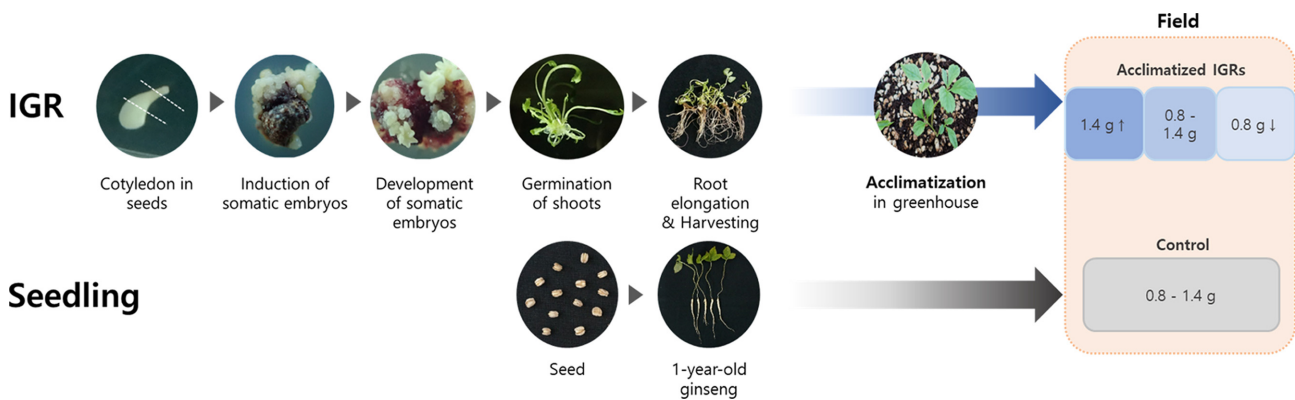 Field
IGR
Acclimatized IGRs
1.4 g↑
0.8 -
1.4 g
0.8 g↓
Cotyledon in
seeds
Induction of
somatic embryos
Development
of somatic
embryos
Germination
of shoots
Root
elongation
& Harvesting
Acclimatization
in greenhouse
Seedling
Control
0.8 - 1.4 g
Seed
1-year-old
ginseng